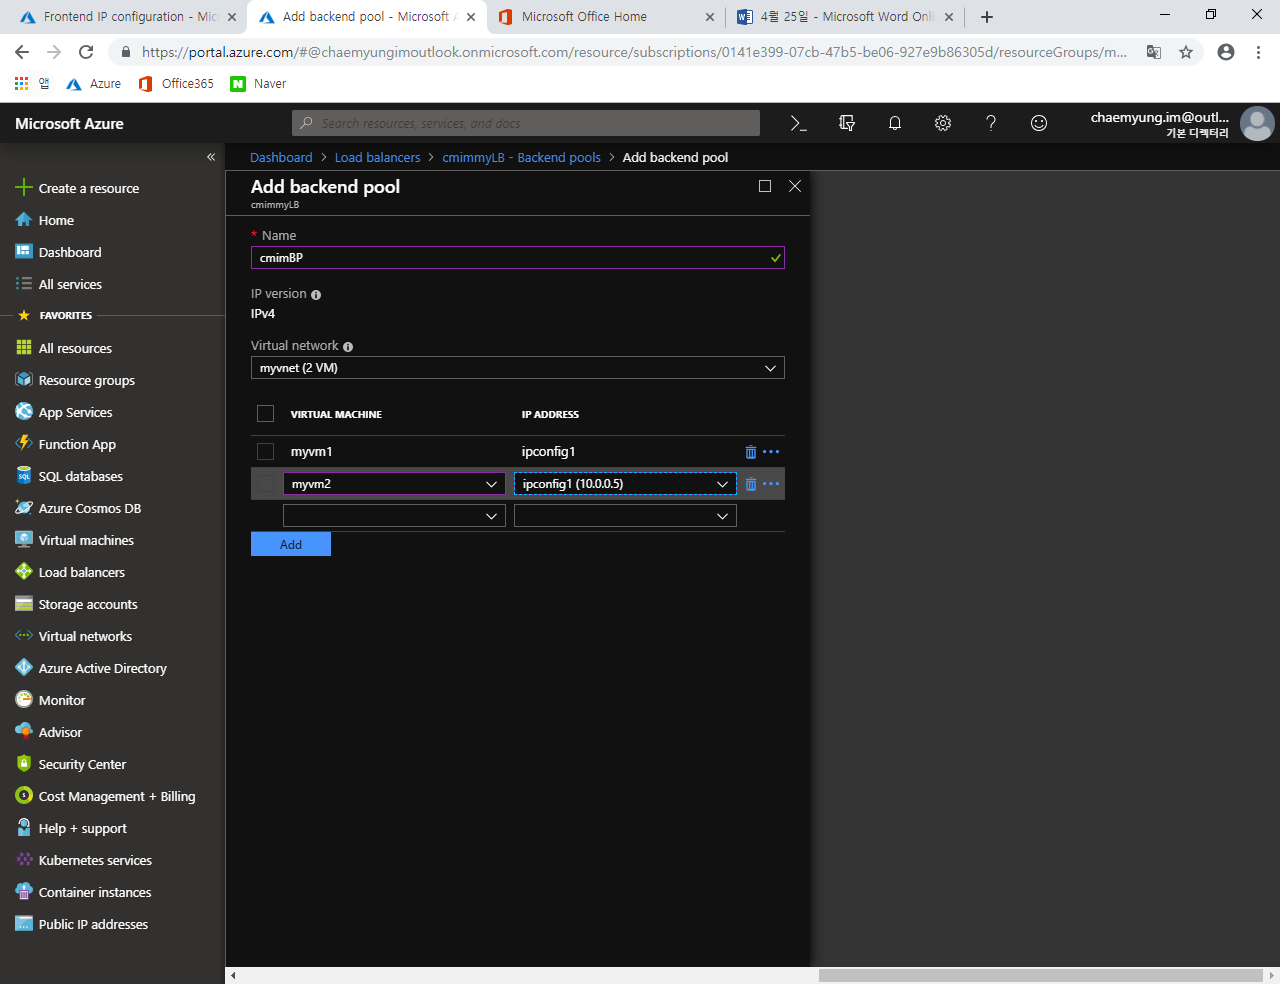 Frontend IP configuration - Mic
Add backend pool - Microsoft A
Microsoft Office Home
4월 25일 - Microsoft Word Onli
https://portal.azure.com/#@chaemyungimoutlook.onmicrosoft.com/resource/subscriptions/0141e399-07cb-47b5-be06-927e9b86305d/resourceGroups/m...
앱
Azure
Office365
Naver
Microsoft Azure
Search resources, services, and docs
chaemyung.im@outl...
기본 디렉터리
Dashboard > Load balancers > cmimmyLB - Backend pools > Add backend pool
Create a resource
Home
Dashboard
All services
FAVORITES
All resources
Resource groups
App Services
Function App
SQL databases
Azure Cosmos DB
Virtual machines
Load balancers
Storage accounts
Virtual networks
Azure Active Directory
Monitor
Advisor
Security Center
Cost Management + Billing
Help + support
Kubernetes services
Container instances
Public IP addresses
Add backend pool
cmimmyLB
* Name
cmimBP
IP version
IPv4
Virtual network
myvnet (2 VM)
VIRTUAL MACHINE IP ADDRESS
myvm1 ipconfig1
myvm2 ipconfig1 (10.0.0.5)
Add